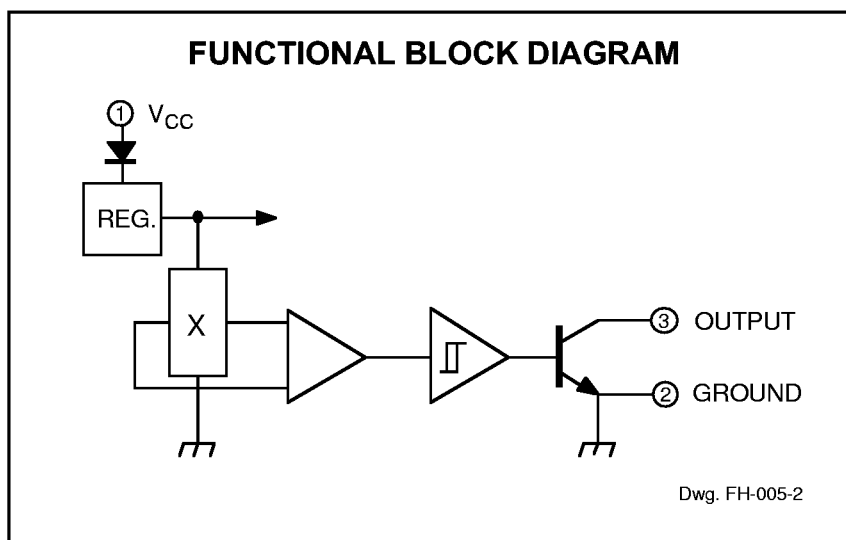 FUNCTIONAL BLOCK DIAGRAM
1 VCC
REG.
X
3 OUTPUT
2 GROUND
Dwg. FH-005-2